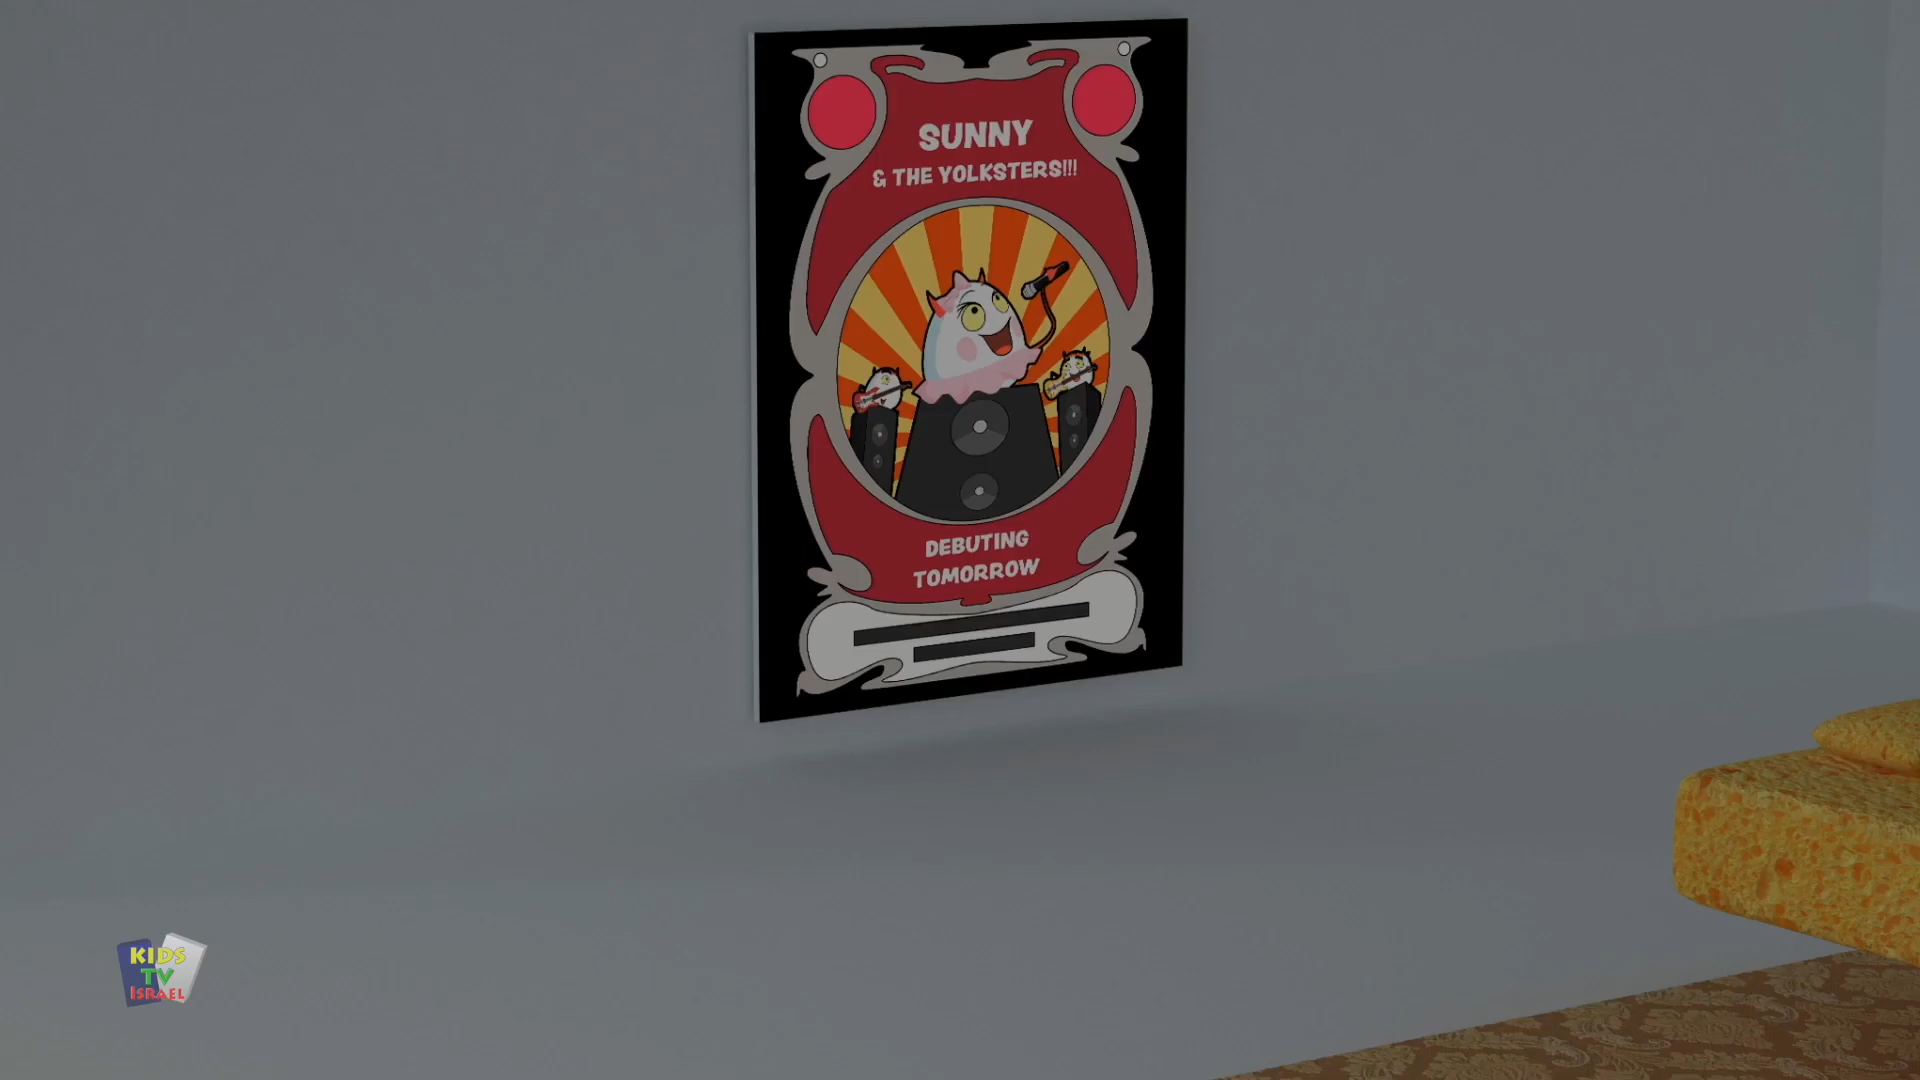 SUNNY
& THE YOLKSTERS!!!
DEBUTING
TOMORROW
KIDS
TV
ISRAEL